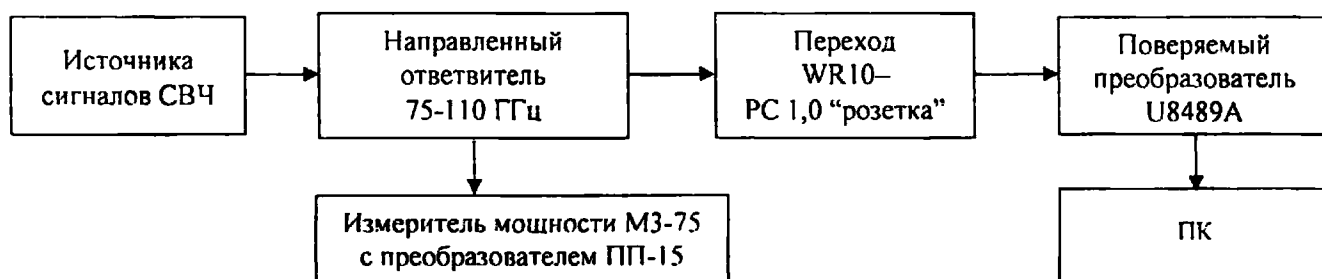 Источника
сигналов СВЧ
Направленный
ответвитель
75-110 ГГц
Переход
WR10–
РС 1,0 “розетка”
Поверяемый
преобразователь
U8489A
Измеритель мощности М3-75
с преобразователем ПП-15
ПК